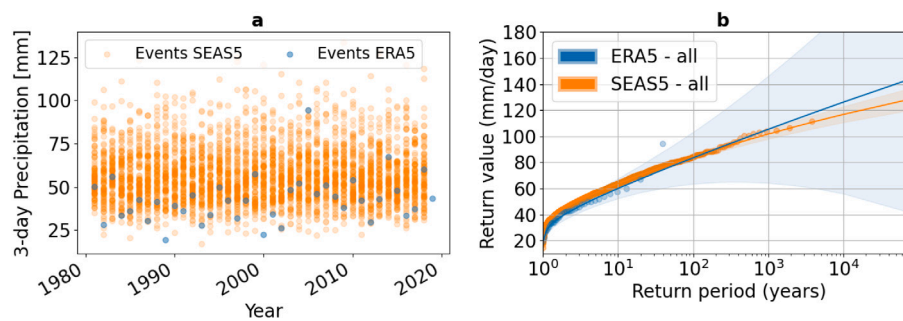 a
Events SEAS5 Events ERA5
125
100
75
50
25
3-day Precipitation [mm]
1980 1990 2000 2010 2020
Year
b
ERA5 - all
SEAS5 - all
180
160
140
120
100
80
60
40
20
Return value (mm/day)
10⁰ 10¹ 10² 10³ 10⁴
Return period (years)